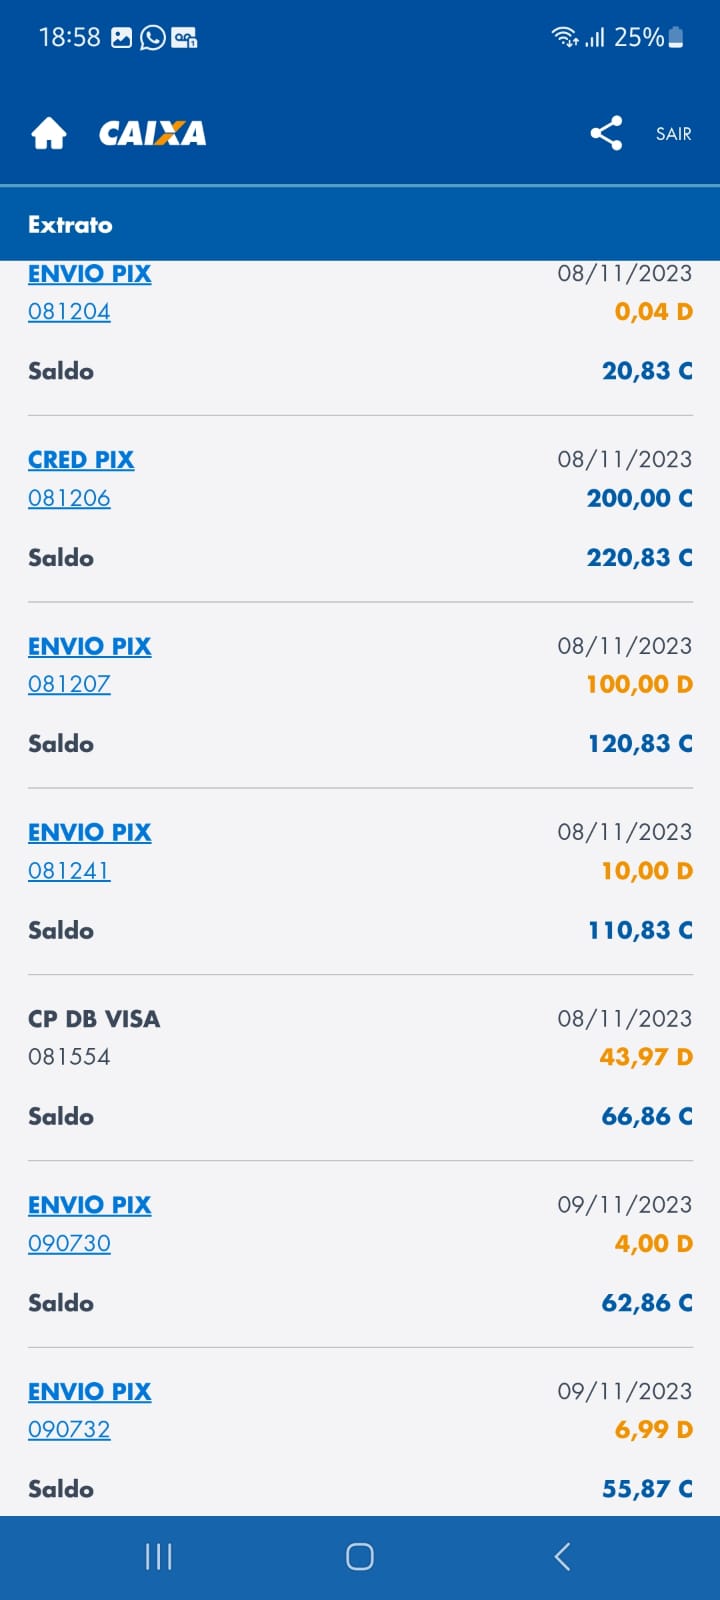 18:58 25%
CAIXA SAIR
Extrato
ENVIO PIX 08/11/2023
081204 0,04 D
Saldo 20,83 C
CRED PIX 08/11/2023
081206 200,00 C
Saldo 220,83 C
ENVIO PIX 08/11/2023
081207 100,00 D
Saldo 120,83 C
ENVIO PIX 08/11/2023
081241 10,00 D
Saldo 110,83 C
CP DB VISA 08/11/2023
081554 43,97 D
Saldo 66,86 C
ENVIO PIX 09/11/2023
090730 4,00 D
Saldo 62,86 C
ENVIO PIX 09/11/2023
090732 6,99 D
Saldo 55,87 C